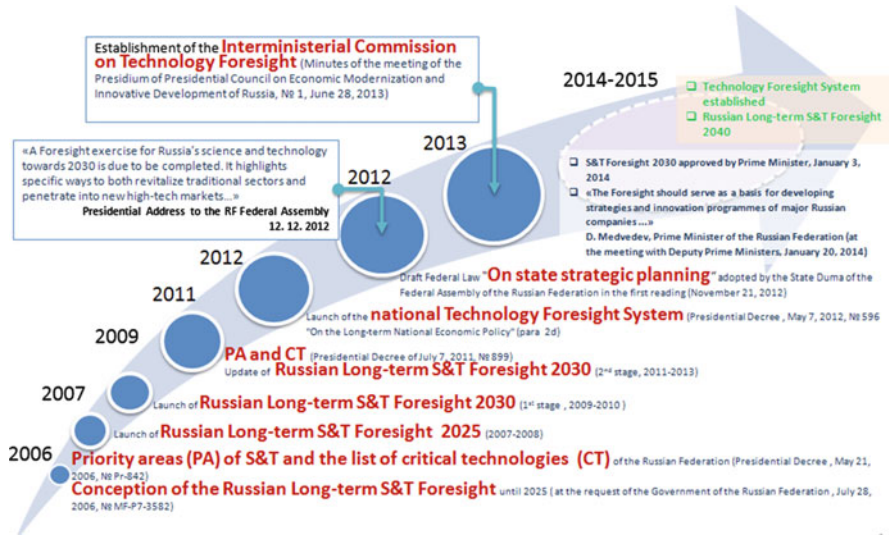 Establishment of the Interministerial Commission
on Technology Foresight (Minutes of the meeting of the
Presidium of Presidential Council on Economic Modernization and
Innovative Development of Russia, № 1, June 28, 2013)
2014-2015
❑ Technology Foresight System
established
❑ Russian Long-term S&T Foresight
2040
2013
«A Foresight exercise for Russia's science and technology
towards 2030 is due to be completed. It highlights
specific ways to both revitalize traditional sectors and
penetrate into new high-tech markets...»
Presidential Address to the RF Federal Assembly
12. 12. 2012
2012
❑ S&T Foresight 2030 approved by Prime Minister, January 3,
2014
❑ «The Foresight should serve as a basis for developing
strategies and innovation programmes of major Russian
companies ...»
D. Medvedev, Prime Minister of the Russian Federation (at
the meeting with Deputy Prime Ministers, January 20, 2014)
2012
Draft Federal Law "On state strategic planning" adopted by the State Duma of the
Federal Assembly of the Russian Federation in the first reading (November 21, 2012)
2011
Launch of the national Technology Foresight System (Presidential Decree , May 7, 2012, № 596
"On the Long-term National Economic Policy" (para 2d)
2009
PA and CT (Presidential Decree of July 7, 2011, № 899)
Update of Russian Long-term S&T Foresight 2030 (2nd stage, 2011-2013)
2007
Launch of Russian Long-term S&T Foresight 2030 (1st stage , 2009-2010 )
Launch of Russian Long-term S&T Foresight 2025 (2007-2008)
2006
Priority areas (PA) of S&T and the list of critical technologies (CT) of the Russian Federation (Presidential Decree , May 21,
2006, № Pr-842)
Conception of the Russian Long-term S&T Foresight until 2025 ( at the request of the Government of the Russian Federation , July 28,
2006, № MF-P7-3582)